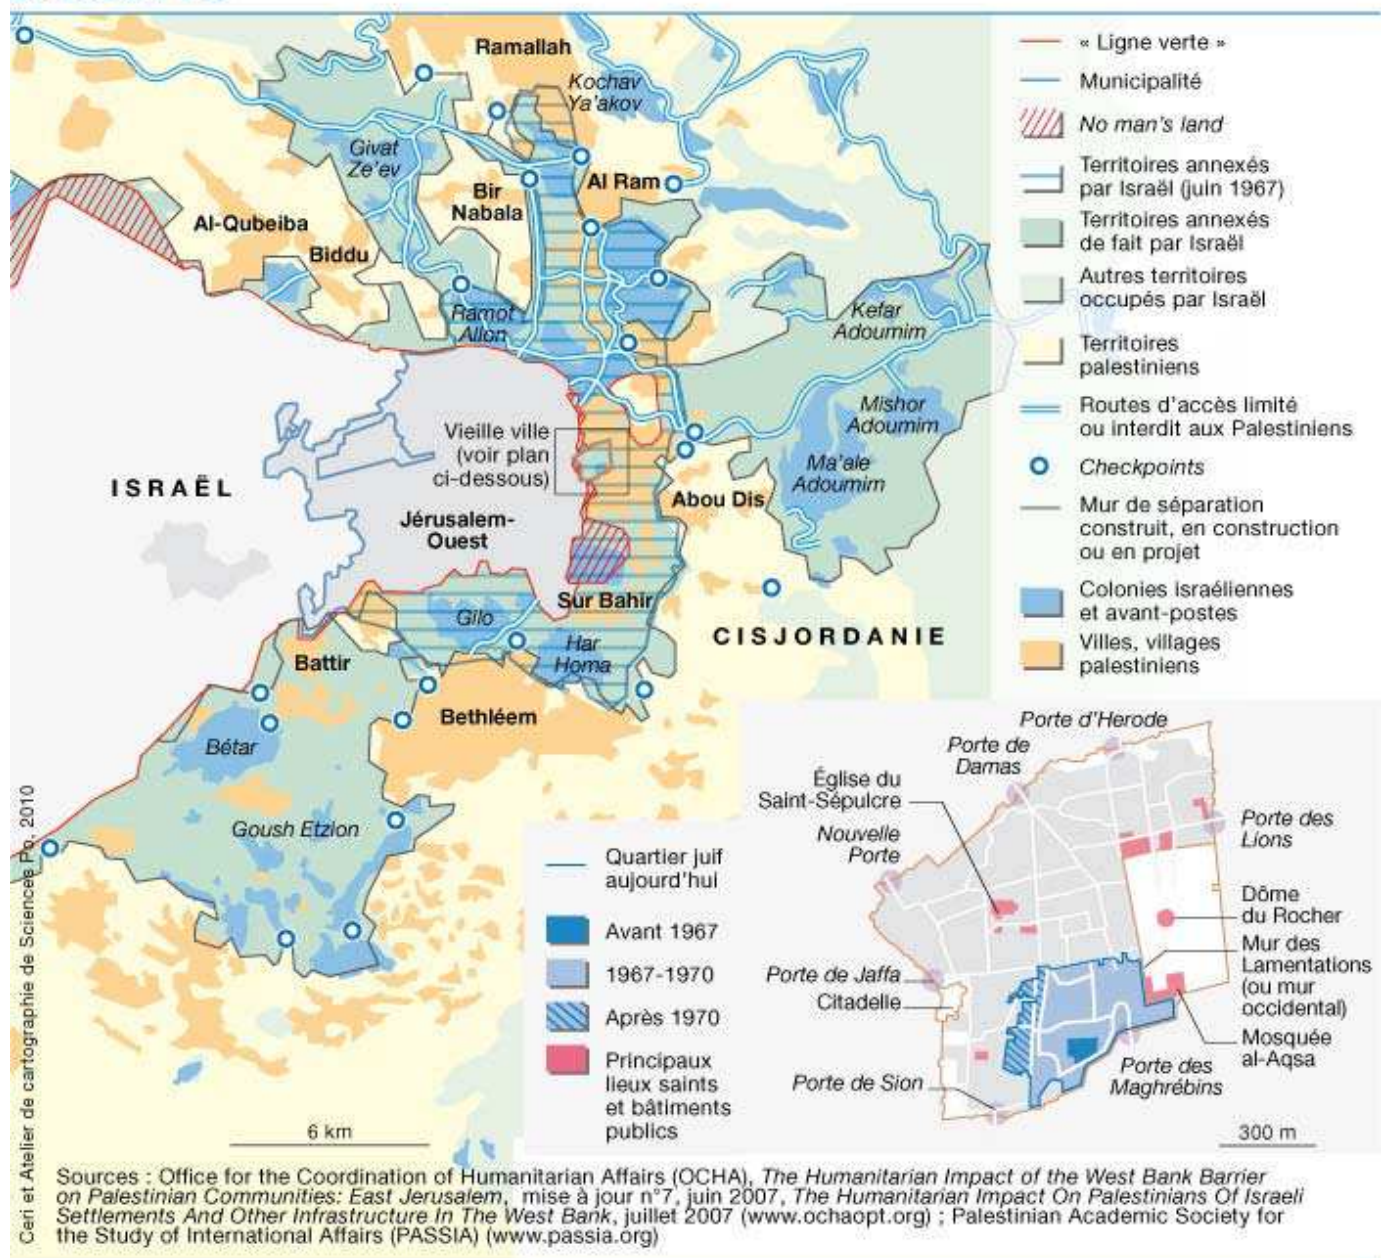 Ramallah
Kochav
Ya'akov
Givat
Ze'ev
Bir
Nabala
Al Ram
Al-Qubeiba
Biddu
Ramot
Allon
Kefar
Adoumim
Mishor
Adoumim
Ma'ale
Adoumim
Vieille ville
(voir plan
ci-dessous)
ISRAËL
Abou Dis
Jérusalem-
Ouest
Sur Bahir
Gilo
Har
Homa
CISJORDANIE
Battir
Bethléem
Bétar
Goush Etzion
« Ligne verte »
Municipalité
No man's land
Territoires annexés
par Israël (juin 1967)
Territoires annexés
de fait par Israël
Autres territoires
occupés par Israël
Territoires
palestiniens
Routes d'accès limité
ou interdit aux Palestiniens
Checkpoints
Mur de séparation
construit, en construction
ou en projet
Colonies israéliennes
et avant-postes
Villes, villages
palestiniens
Quartier juif
aujourd'hui
Avant 1967
1967-1970
Après 1970
Principaux
lieux saints
et bâtiments
publics
Porte d'Herode
Porte de
Damas
Église du
Saint-Sépulcre
Nouvelle
Porte
Porte des
Lions
Dôme
du Rocher
Mur des
Lamentations
(ou mur
occidental)
Mosquée
al-Aqsa
Porte de Jaffa
Citadelle
Porte des
Maghrébins
Porte de Sion
6 km
300 m
Ceri et Atelier de cartographie de Sciences Po, 2010
Sources : Office for the Coordination of Humanitarian Affairs (OCHA), The Humanitarian Impact of the West Bank Barrier
on Palestinian Communities: East Jerusalem, mise à jour n°7, juin 2007, The Humanitarian Impact On Palestinians Of Israeli
Settlements And Other Infrastructure In The West Bank, juillet 2007 (www.ochaopt.org) ; Palestinian Academic Society for
the Study of International Affairs (PASSIA) (www.passia.org)